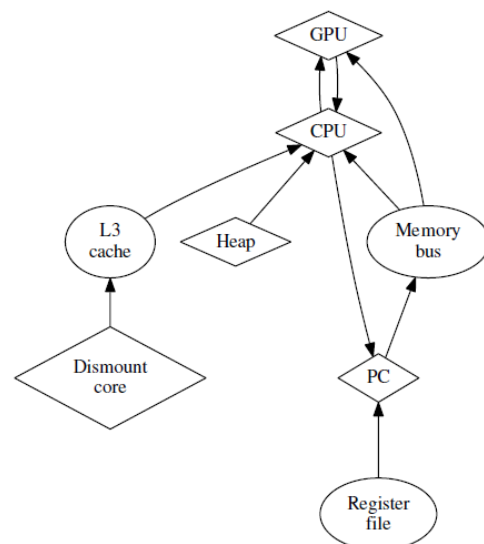 GPU
CPU
L3
cache
Heap
Memory
bus
Dismount
core
PC
Register
file